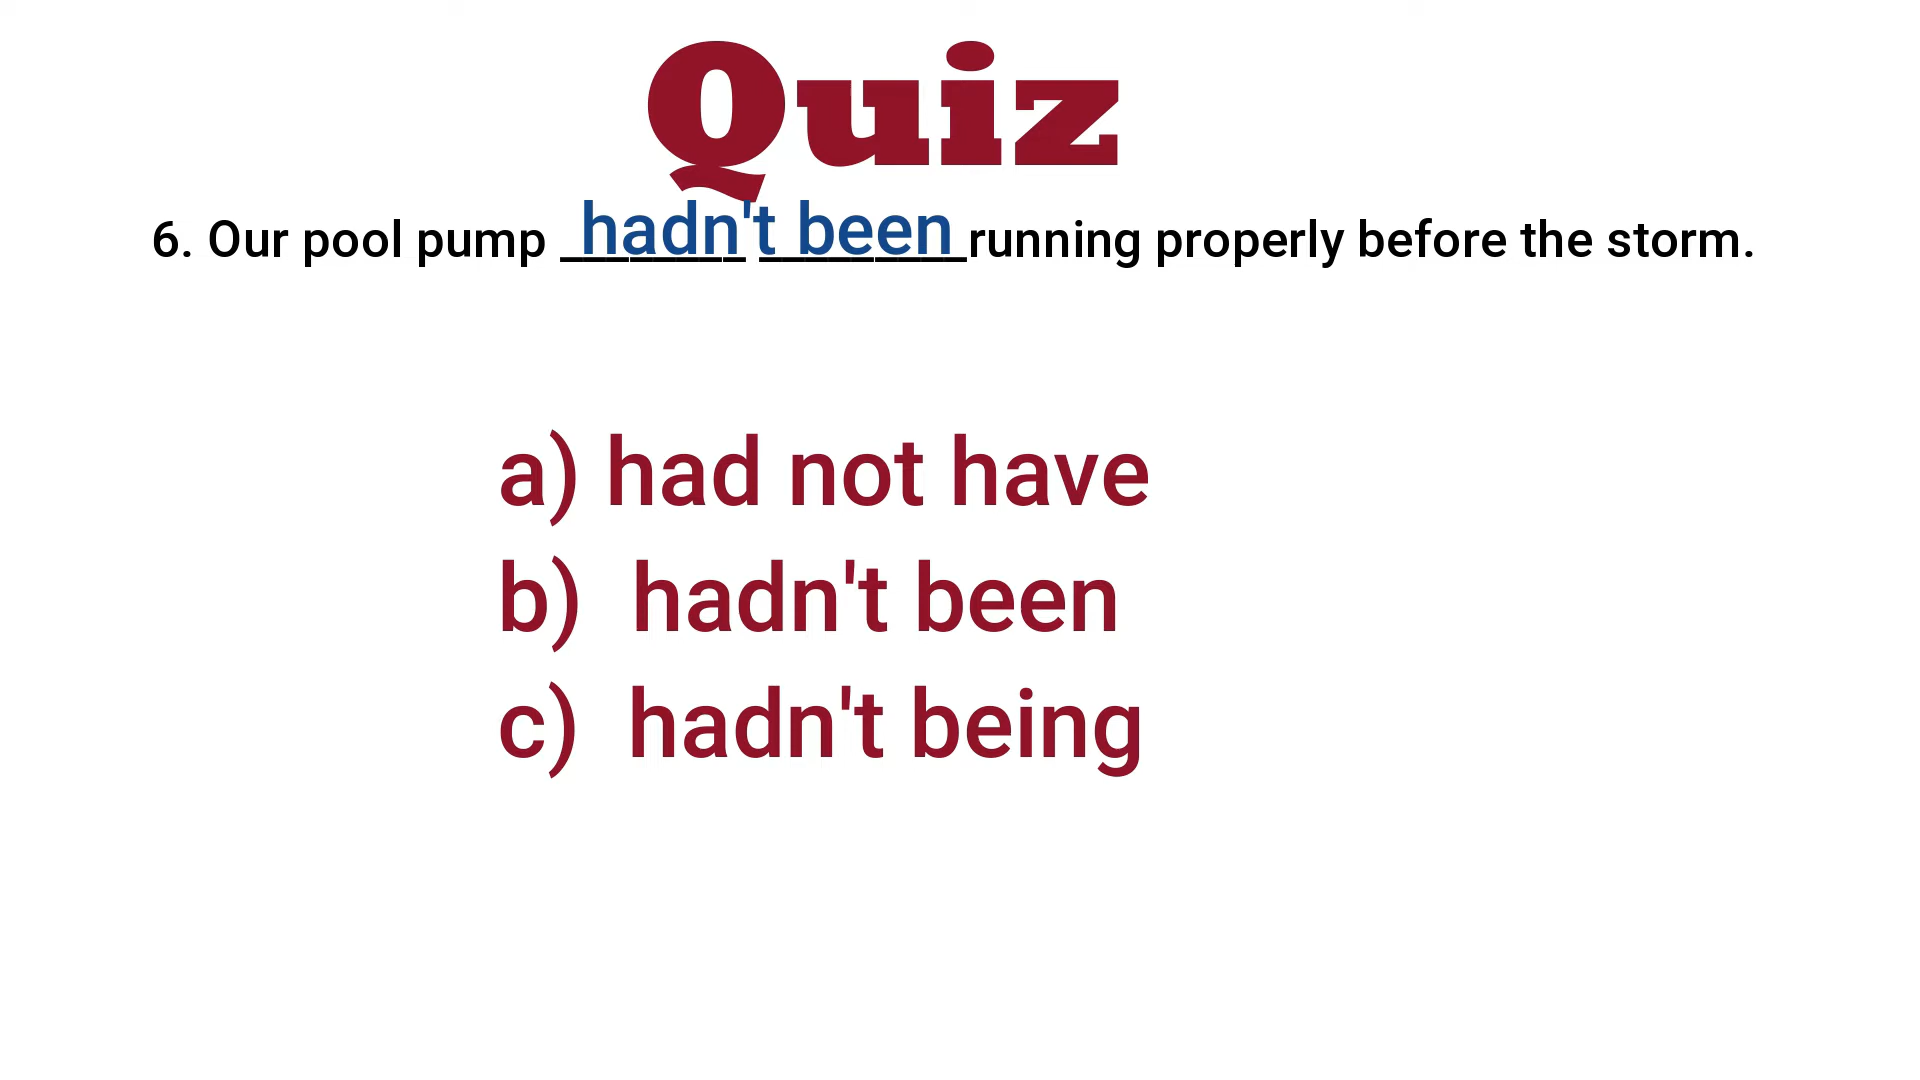 Quiz
6. Our pool pump hadn't been running properly before the storm.
a) had not have
b) hadn't been
c) hadn't being